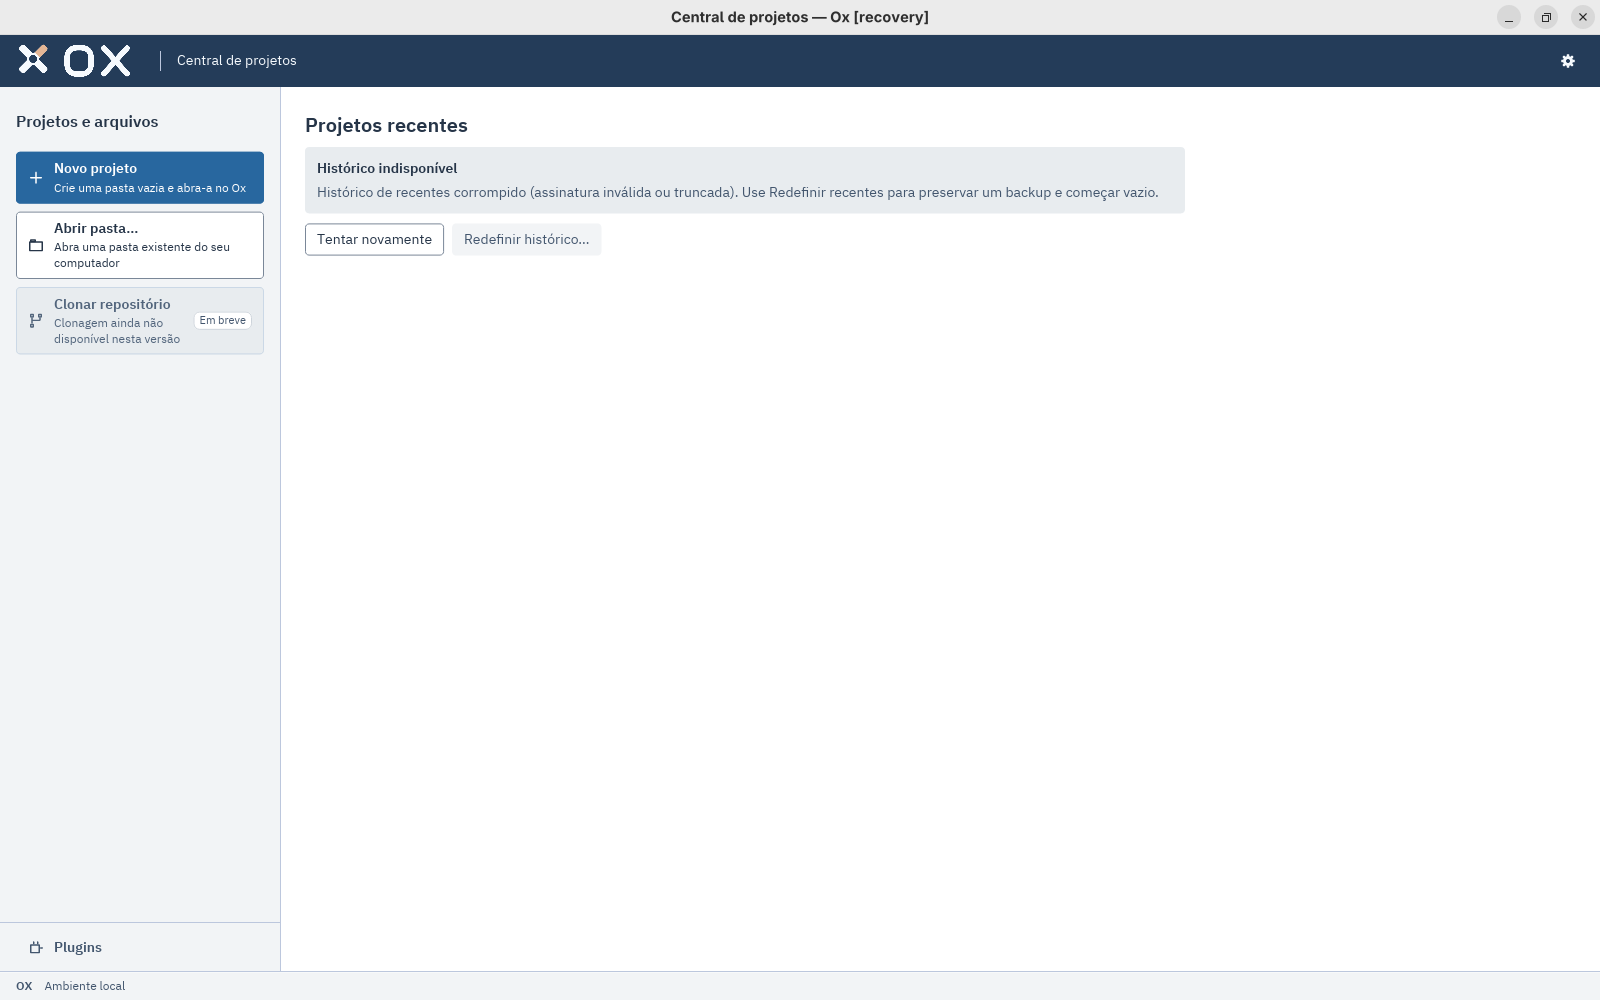 Central de projetos — Ox [recovery]
OX
Central de projetos
Projetos e arquivos
Novo projeto
Crie uma pasta vazia e abra-a no Ox
Abrir pasta...
Abra uma pasta existente do seu
computador
Clonar repositório
Clonagem ainda não
disponível nesta versão
Em breve
Plugins
Projetos recentes
Histórico indisponível
Histórico de recentes corrompido (assinatura inválida ou truncada). Use Redefinir recentes para preservar um backup e começar vazio.
Tentar novamente
Redefinir histórico...
OX Ambiente local